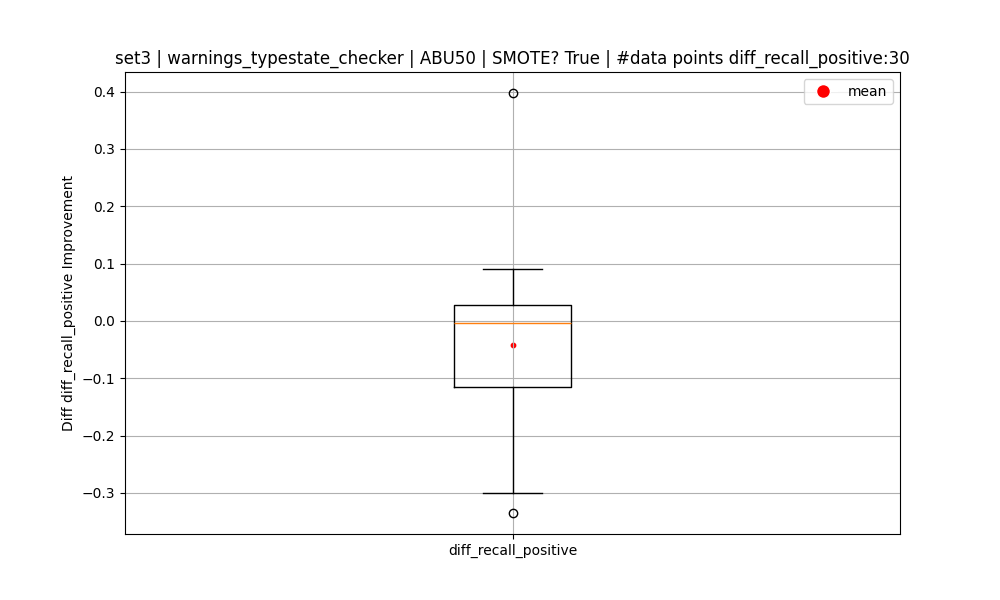 set3 | warnings_typestate_checker | ABU50 | SMOTE? True | #data points diff_recall_positive:30
mean
0.4
0.3
0.2
0.1
0.0
−0.1
−0.2
−0.3
Diff diff_recall_positive Improvement
diff_recall_positive